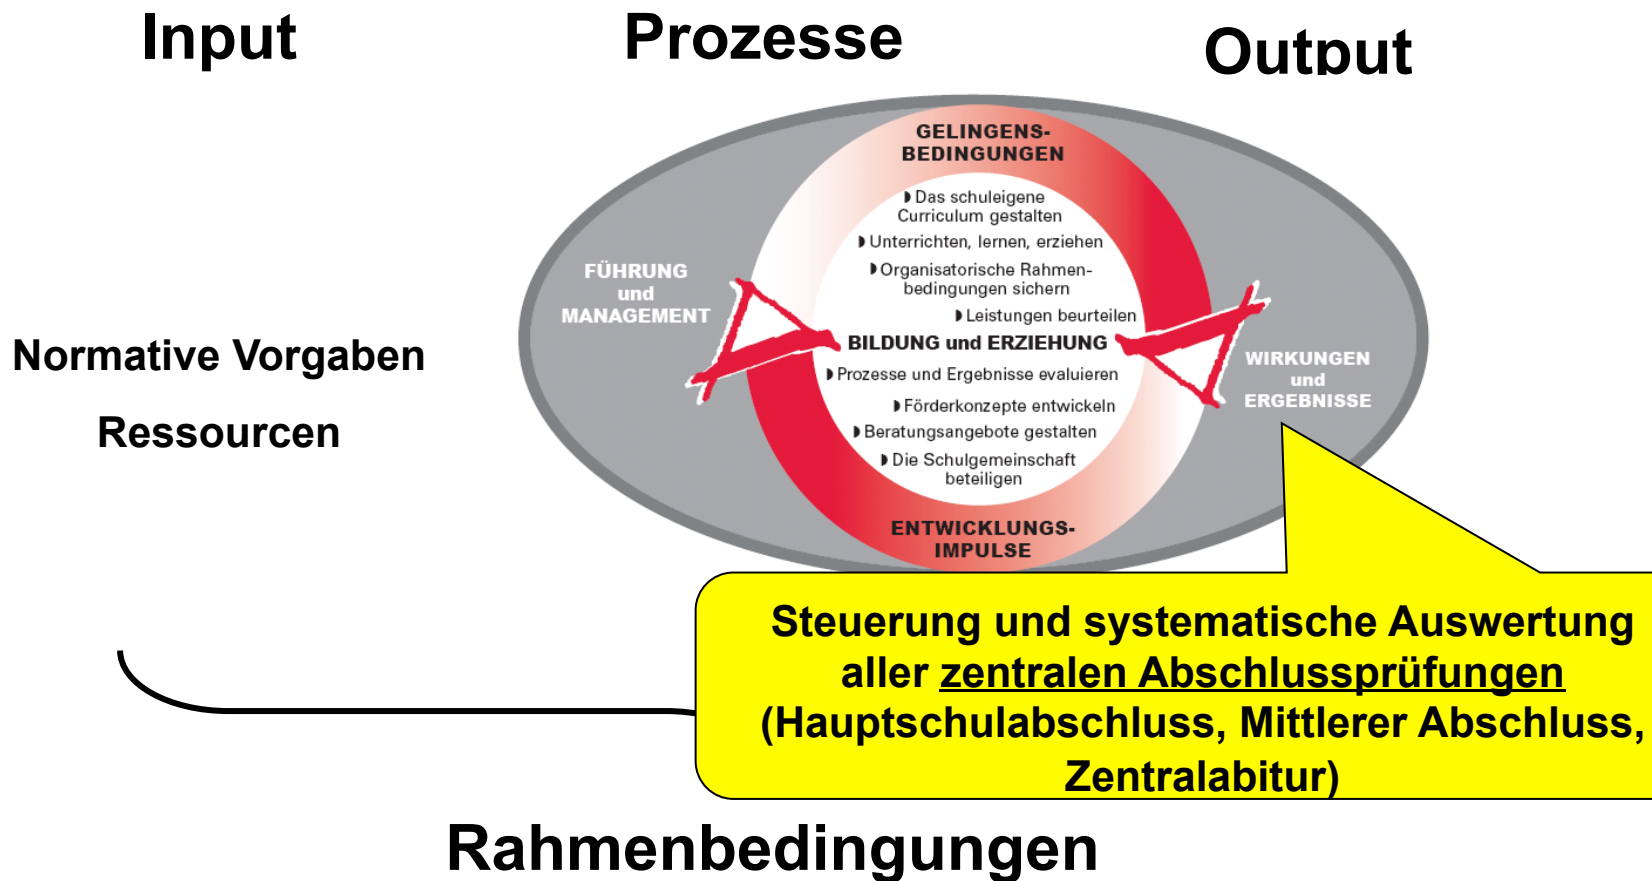 Input
Prozesse
Output
GELINGENS-
BEDINGUNGEN
◗ Das schuleigene
Curriculum gestalten
◗ Unterrichten, lernen, erziehen
◗ Organisatorische Rahmen-
bedingungen sichern
◗ Leistungen beurteilen
BILDUNG und ERZIEHUNG
◗ Prozesse und Ergebnisse evaluieren
◗ Förderkonzepte entwickeln
◗ Beratungsangebote gestalten
◗ Die Schulgemeinschaft
beteiligen
ENTWICKLUNGS-
IMPULSE
FÜHRUNG
und
MANAGEMENT
WIRKUNGEN
und
ERGEBNISSE
Normative Vorgaben
Ressourcen
Steuerung und systematische Auswertung
aller zentralen Abschlussprüfungen
(Hauptschulabschluss, Mittlerer Abschluss,
Zentralabitur)
Rahmenbedingungen